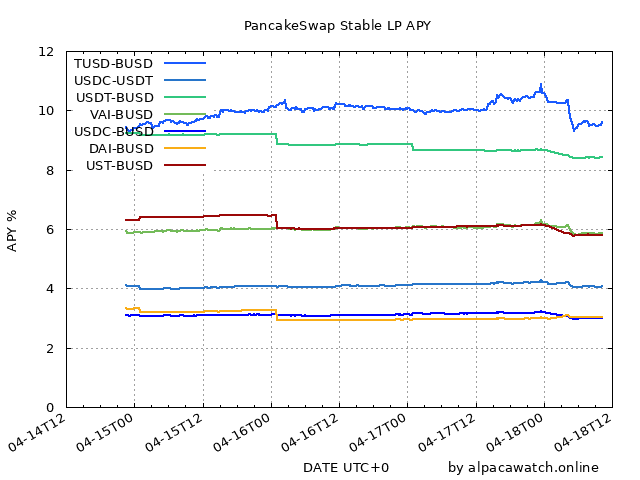 PancakeSwap Stable LP APY
12
10
8
6
4
2
0
APY %
TUSD-BUSD
USDC-USDT
USDT-BUSD
VAI-BUSD
USDC-BUSD
DAI-BUSD
UST-BUSD
04-14T12
04-15T00
04-15T12
04-16T00
04-16T12
04-17T00
04-17T12
04-18T00
04-18T12
DATE UTC+0
by alpacawatch.online